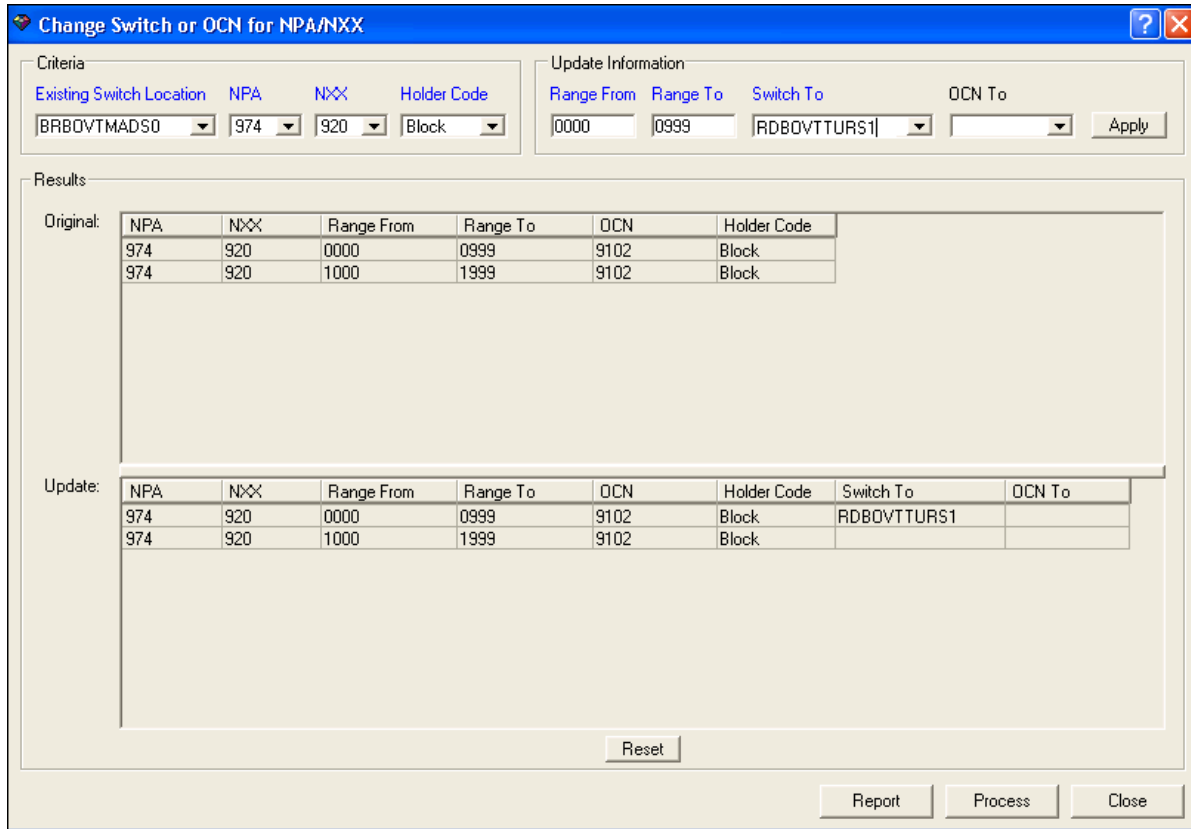 Change Switch or OCN for NPA/NXX
Criteria
Existing Switch Location NPA NXX Holder Code
BRBOVTMADS0 974 920 Block
Update Information
Range From Range To Switch To OCN To
0000 0999 RDBOVTTURS1 Apply
Results
Original:
NPA NXX Range From Range To OCN Holder Code
974 920 0000 0999 9102 Block
974 920 1000 1999 9102 Block
Update:
NPA NXX Range From Range To OCN Holder Code Switch To OCN To
974 920 0000 0999 9102 Block RDBOVTTURS1
974 920 1000 1999 9102 Block
Reset
Report Process Close